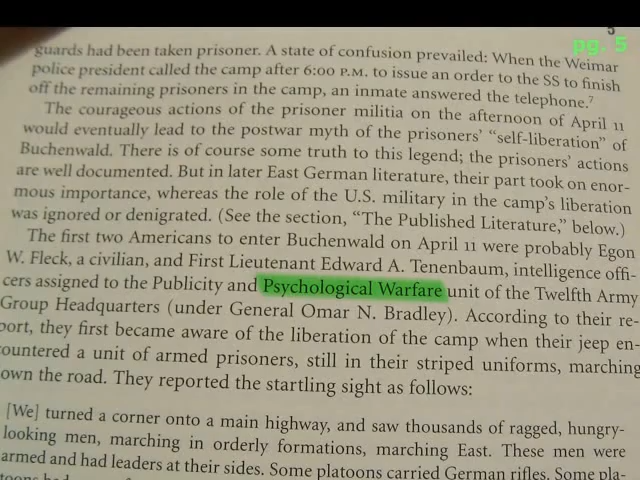 5
pg. 5
guards had been taken prisoner. A state of confusion prevailed: When the Weimar
police president called the camp after 6:00 P.M. to issue an order to the SS to finish
off the remaining prisoners in the camp, an inmate answered the telephone.7
The courageous actions of the prisoner militia on the afternoon of April 11
would eventually lead to the postwar myth of the prisoners' “self-liberation” of
Buchenwald. There is of course some truth to this legend; the prisoners' actions
are well documented. But in later East German literature, their part took on enor-
mous importance, whereas the role of the U.S. military in the camp's liberation
was ignored or denigrated. (See the section, “The Published Literature,” below.)
The first two Americans to enter Buchenwald on April 11 were probably Egon
W. Fleck, a civilian, and First Lieutenant Edward A. Tenenbaum, intelligence offi-
cers assigned to the Publicity and Psychological Warfare unit of the Twelfth Army
Group Headquarters (under General Omar N. Bradley). According to their re-
port, they first became aware of the liberation of the camp when their jeep en-
ountered a unit of armed prisoners, still in their striped uniforms, marching
own the road. They reported the startling sight as follows:
[We] turned a corner onto a main highway, and saw thousands of ragged, hungry-
looking men, marching in orderly formations, marching East. These men were
armed and had leaders at their sides. Some platoons carried German rifles. Some pla-
toons had